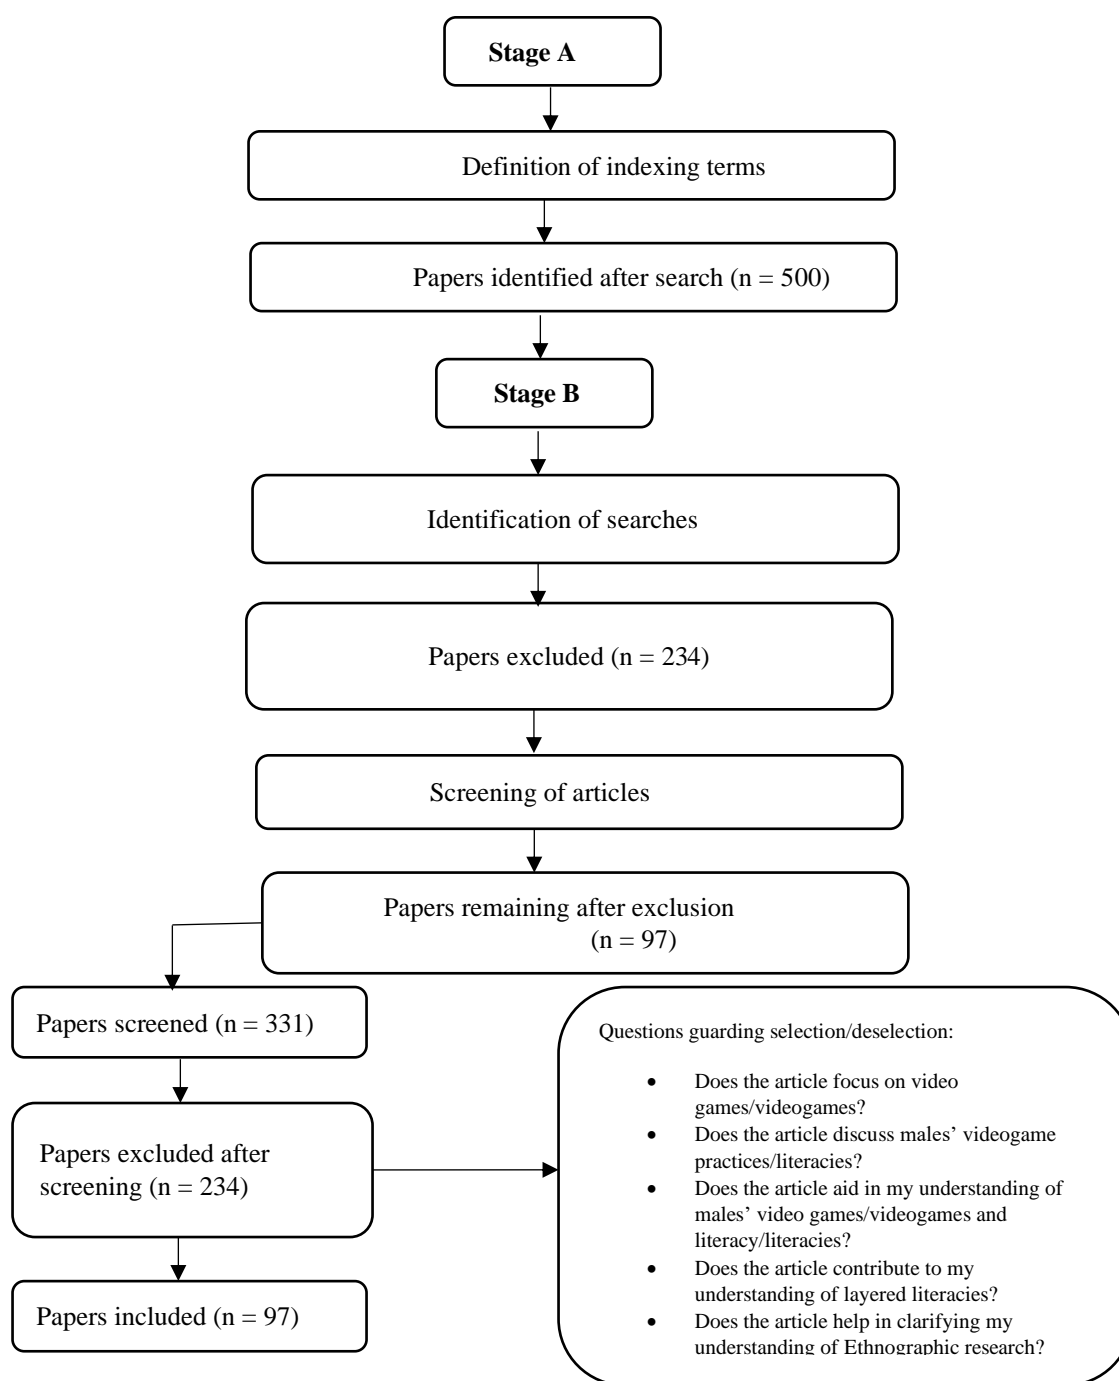 Stage A
Definition of indexing terms
Papers identified after search (n = 500)
Stage B
Identification of searches
Papers excluded (n = 234)
Screening of articles
Papers remaining after exclusion
(n = 97)
Papers screened (n = 331)
Papers excluded after
screening (n = 234)
Papers included (n = 97)
Questions guarding selection/deselection:
• Does the article focus on video
games/videogames?
• Does the article discuss males’ videogame
practices/literacies?
• Does the article aid in my understanding of
males’ video games/videogames and
literacy/literacies?
• Does the article contribute to my
understanding of layered literacies?
• Does the article help in clarifying my
understanding of Ethnographic research?